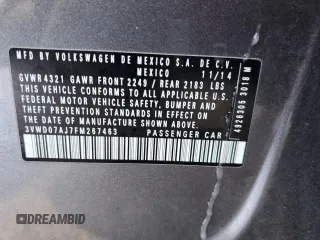 MFD BY VOLKSWAGEN DE MEXICO S.A. DE C.V.
MEXICO 11/14
GVWR 4321 GAWR FRONT 2249 / REAR 2183 LBS
THIS VEHICLE CONFORMS TO ALL APPLICABLE
FEDERAL MOTOR VEHICLE SAFETY, BUMPER AND
THEFT PREVENTION STANDARDS IN EFFECT
ON THE DATE OF MANUFACTURE SHOWN ABOVE
3VWD07AJ7FM267463 PASSENGER CAR
4926305 3018 M
DREAMBID